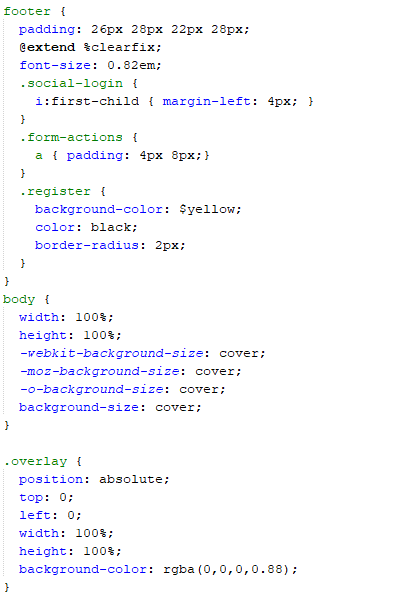 footer {
  padding: 26px 28px 22px 28px;
  @extend %clearfix;
  font-size: 0.82em;
  .social-login {
    i:first-child { margin-left: 4px; }
  }
  .form-actions {
    a { padding: 4px 8px;}
  }
  .register {
    background-color: $yellow;
    color: black;
    border-radius: 2px;
  }
}
body {
  width: 100%;
  height: 100%;
  -webkit-background-size: cover;
  -moz-background-size: cover;
  -o-background-size: cover;
  background-size: cover;
}

.overlay {
  position: absolute;
  top: 0;
  left: 0;
  width: 100%;
  height: 100%;
  background-color: rgba(0,0,0,0.88);
}